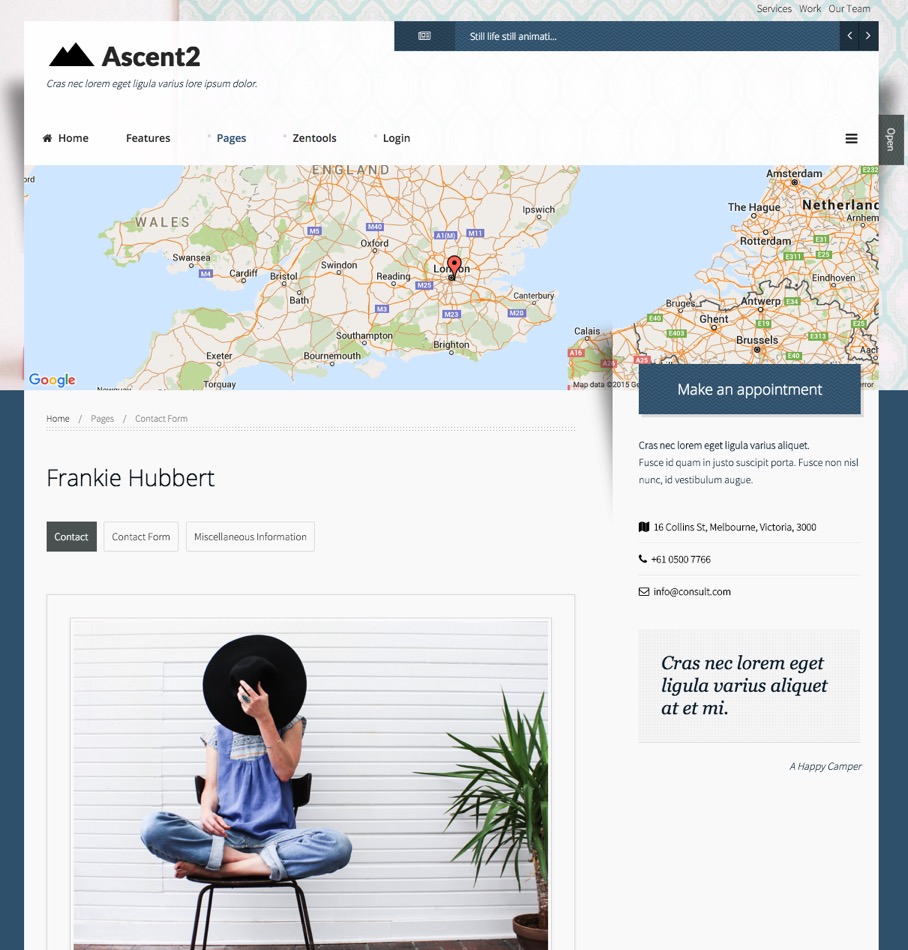 Services Work Our Team
Still life still animati...
Ascent2
Cras nec lorem eget ligula varius lore ipsum dolor.
Home Features Pages Zentools Login
Open
ENGLAND
WALES
Ipswich
Amsterdam
E232
The Hague
Netherland
Arnhem
Rotterdam
M5
M40
A1(M)
M11
Oxford
Swansea
M4
Cardiff
Bristol
Swindon
Reading
London
M25
Bath
M3
M23
M20
Canterbury
Southampton
Brighton
Exeter
Bournemouth
Torquay
Calais
A16
A25
E31
E311
E25
Eindhoven
Bruges
Antwerp
E34
E40
Ghent
E19
E403
E313
E25
Brussels
E40
Google
Map data ©2015
Make an appointment
Home / Pages / Contact Form
Frankie Hubbert
Contact
Contact Form
Miscellaneous Information
Cras nec lorem eget ligula varius aliquet.
Fusce id quam in justo suscipit porta. Fusce non nisl
nunc, id vestibulum augue.
16 Collins St, Melbourne, Victoria, 3000
+61 0500 7766
info@consult.com
Cras nec lorem eget
ligula varius aliquet
at et mi.
A Happy Camper